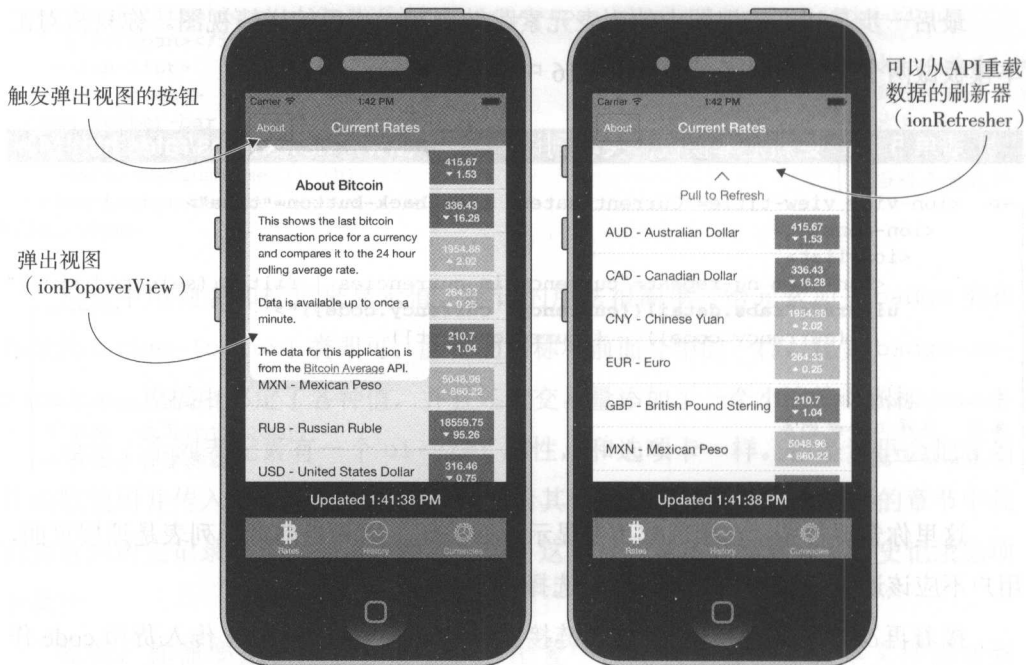 触发弹出视图的按钮
弹出视图
（ionPopoverView）
Carrier 1:42 PM
About Current Rates
415.67
▼ 1.53
About Bitcoin
This shows the last bitcoin
transaction price for a currency
and compares it to the 24 hour
rolling average rate.
Data is available up to once a
minute.
The data for this application is
from the Bitcoin Average API.
336.43
▼ 16.28
1954.88
▲ 2.02
264.33
▲ 0.25
210.7
▼ 1.04
MXN - Mexican Peso
5048.96
▲ 660.22
RUB - Russian Ruble
18559.75
▼ 95.26
USD - United States Dollar
316.46
▼ 0.75
Updated 1:41:38 PM
Rates History Currencies
可以从API重载
数据的刷新器
（ionRefresher）
Carrier 1:42 PM
About Current Rates
Pull to Refresh
AUD - Australian Dollar
415.67
▼ 1.53
CAD - Canadian Dollar
336.43
▼ 16.28
CNY - Chinese Yuan
1954.88
▲ 2.02
EUR - Euro
264.33
▲ 0.25
GBP - British Pound Sterling
210.7
▼ 1.04
MXN - Mexican Peso
5048.96
▲ 660.22
Updated 1:41:38 PM
Rates History Currencies